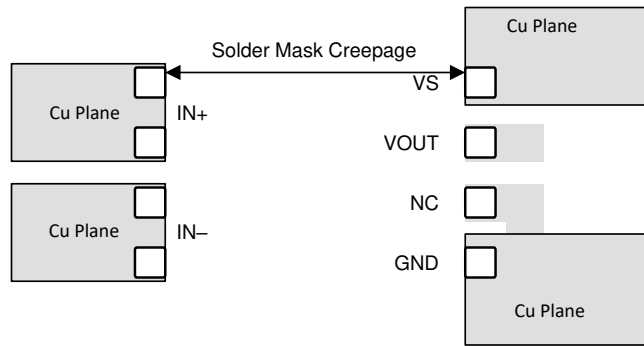 Cu Plane
Solder Mask Creepage
VS
Cu Plane
IN+
VOUT
NC
Cu Plane
IN–
GND
Cu Plane